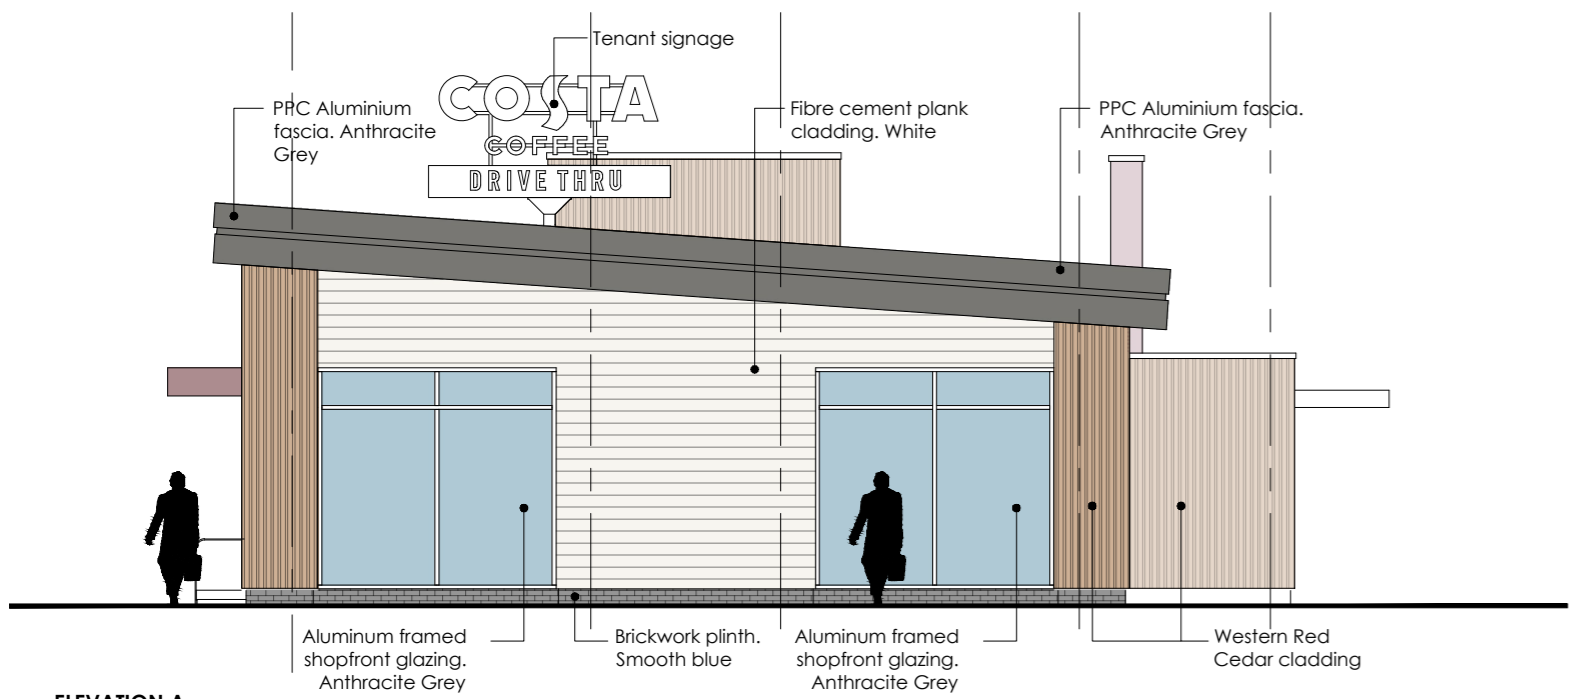 Tenant signage
COSTA
COFFEE
DRIVE THRU
PPC Aluminium
fascia. Anthracite
Grey
Fibre cement plank
cladding. White
PPC Aluminium fascia.
Anthracite Grey
Aluminum framed
shopfront glazing.
Anthracite Grey
Brickwork plinth.
Smooth blue
Aluminum framed
shopfront glazing.
Anthracite Grey
Western Red
Cedar cladding
ELEVATION A